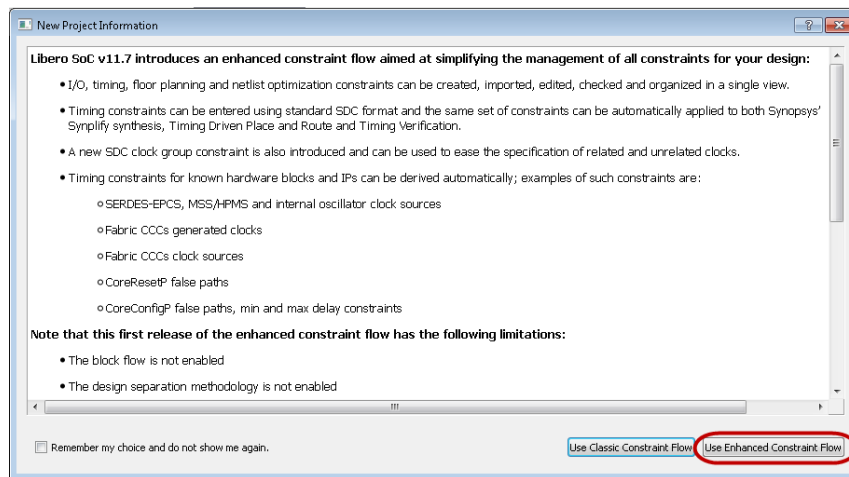 New Project Information
Libero SoC v11.7 introduces an enhanced constraint flow aimed at simplifying the management of all constraints for your design:
• I/O, timing, floor planning and netlist optimization constraints can be created, imported, edited, checked and organized in a single view.
• Timing constraints can be entered using standard SDC format and the same set of constraints can be automatically applied to both Synopsys'
Synplify synthesis, Timing Driven Place and Route and Timing Verification.
• A new SDC clock group constraint is also introduced and can be used to ease the specification of related and unrelated clocks.
• Timing constraints for known hardware blocks and IPs can be derived automatically; examples of such constraints are:
○ SERDES-EPCS, MSS/HPMS and internal oscillator clock sources
○ Fabric CCCs generated clocks
○ Fabric CCCs clock sources
○ CoreResetP false paths
○ CoreConfigP false paths, min and max delay constraints
Note that this first release of the enhanced constraint flow has the following limitations:
• The block flow is not enabled
• The design separation methodology is not enabled
Remember my choice and do not show me again.
Use Classic Constraint Flow
Use Enhanced Constraint Flow